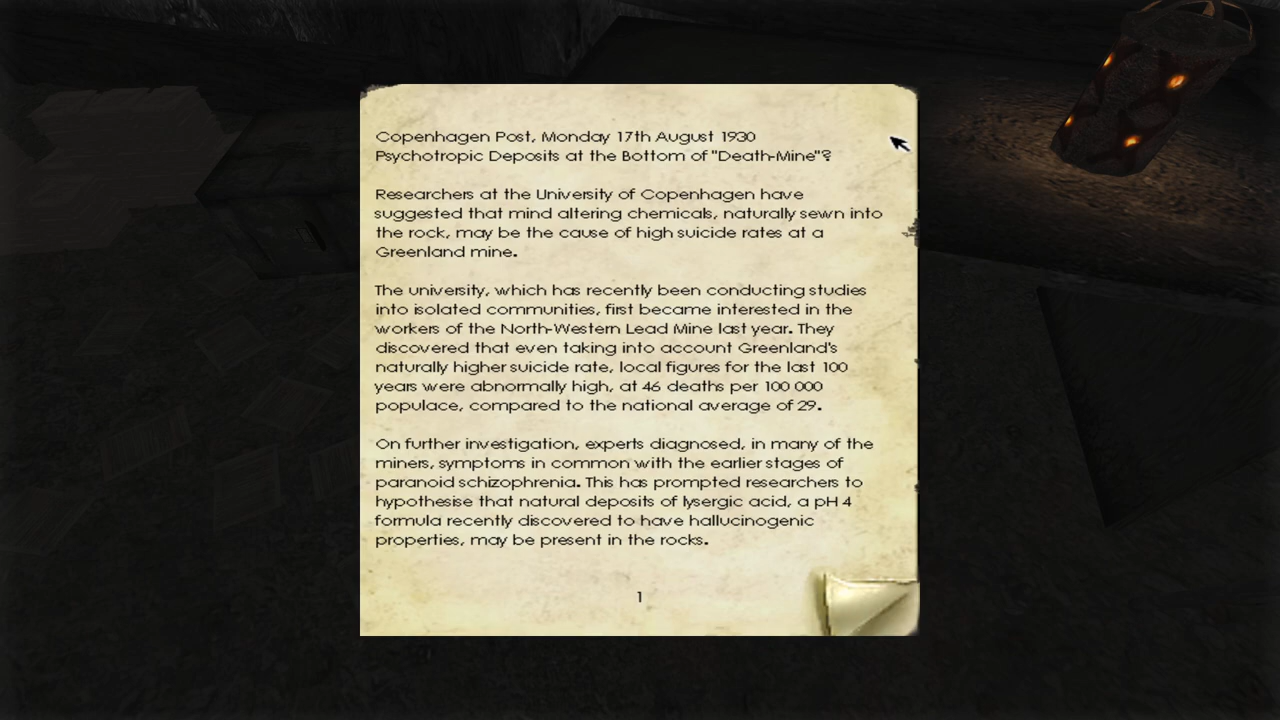 Copenhagen Post, Monday 17th August 1930
Psychotropic Deposits at the Bottom of "Death-Mine"?
Researchers at the University of Copenhagen have
suggested that mind altering chemicals, naturally sewn into
the rock, may be the cause of high suicide rates at a
Greenland mine.
The university, which has recently been conducting studies
into isolated communities, first became interested in the
workers of the North-Western Lead Mine last year. They
discovered that even taking into account Greenland's
naturally higher suicide rate, local figures for the last 100
years were abnormally high, at 46 deaths per 100 000
populace, compared to the national average of 29.
On further investigation, experts diagnosed, in many of the
miners, symptoms in common with the earlier stages of
paranoid schizophrenia. This has prompted researchers to
hypothesise that natural deposits of lysergic acid, a pH 4
formula recently discovered to have hallucinogenic
properties, may be present in the rocks.
1